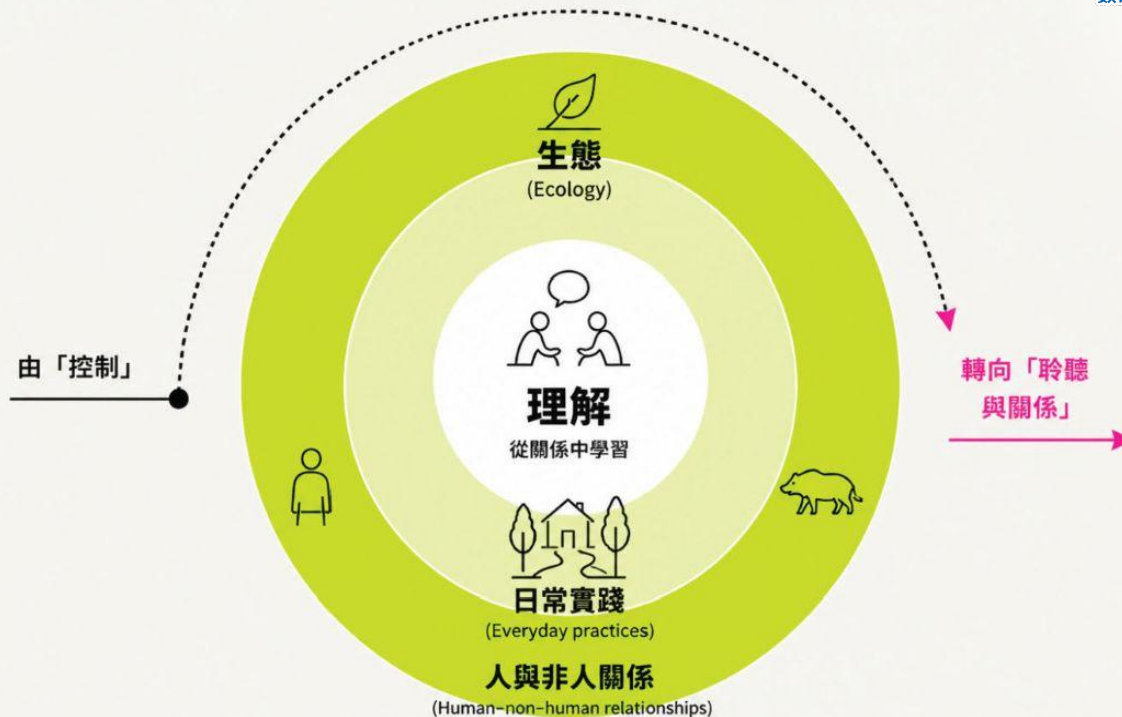 生態
(Ecology)
由「控制」
理解
從關係中學習
轉向「聆聽
與關係」
日常實踐
(Everyday practices)
人與非人關係
(Human-non-human relationships)